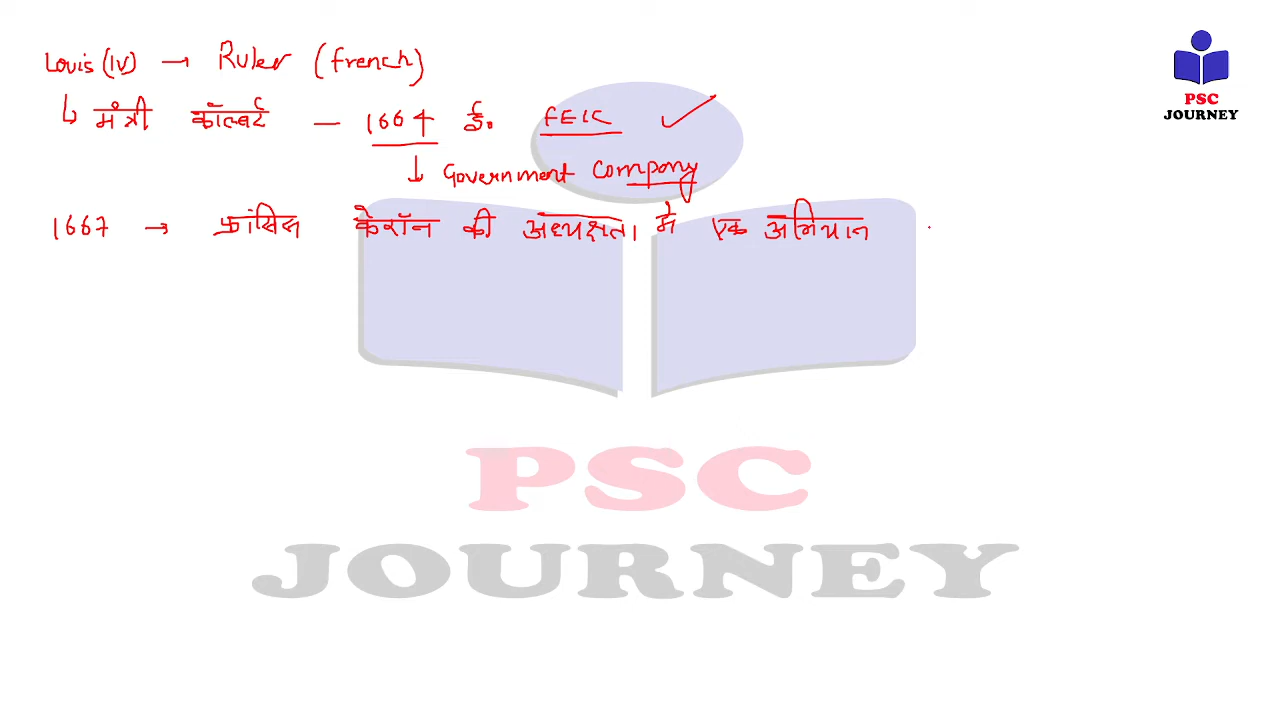 Louis (IV) → Ruler (french)
↳ मंत्री कॉल्बर्ट — 1664 ई. FEIC ✓
↓ Government Company
1667 → फ्रांसिस केरॉन की अध्यक्षता में एक अभियान
PSC
JOURNEY
PSC
JOURNEY